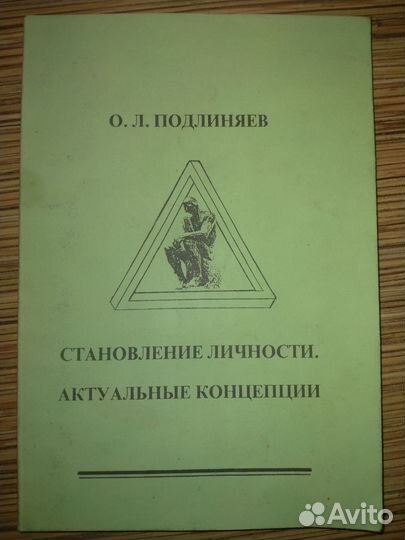 О. Л. ПОДЛИНЯЕВ
СТАНОВЛЕНИЕ ЛИЧНОСТИ.
АКТУАЛЬНЫЕ КОНЦЕПЦИИ
Avito